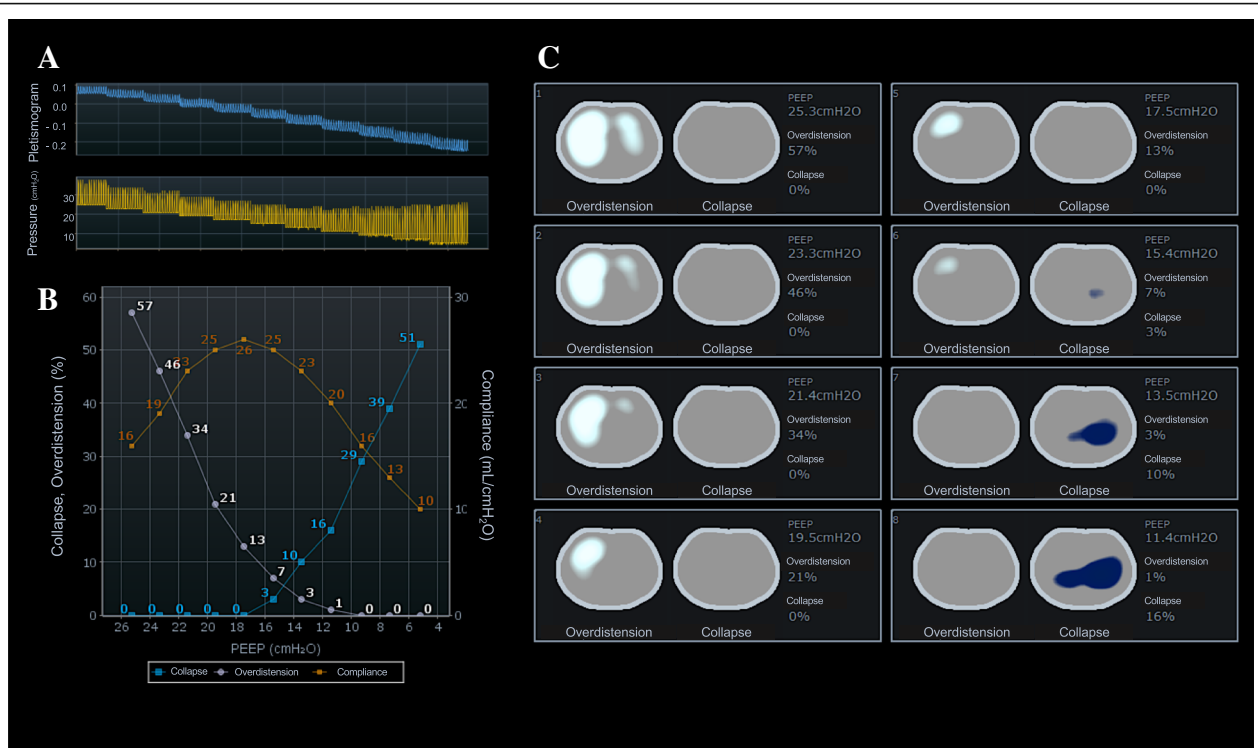 A
Pletismogram
0.1
0.0
- 0.1
- 0.2
Pressure (cmH₂O)
30
20
10
B
Collapse, Overdistension (%)
60
50
40
30
20
10
0
57
46
34
21
13
7
3
1
0
0
0
16
19
23
25
26
25
23
20
16
13
10
0
0
0
0
0
3
10
16
29
39
51
30
20
10
0
Compliance (mL/cmH₂O)
26 24 22 20 18 16 14 12 10 8 6 4
PEEP (cmH₂O)
Collapse Overdistension Compliance
C
1
PEEP
25.3cmH2O
Overdistension
57%
Collapse
0%
Overdistension Collapse
2
PEEP
23.3cmH2O
Overdistension
46%
Collapse
0%
Overdistension Collapse
3
PEEP
21.4cmH2O
Overdistension
34%
Collapse
0%
Overdistension Collapse
4
PEEP
19.5cmH2O
Overdistension
21%
Collapse
0%
Overdistension Collapse
5
PEEP
17.5cmH2O
Overdistension
13%
Collapse
0%
Overdistension Collapse
6
PEEP
15.4cmH2O
Overdistension
7%
Collapse
3%
Overdistension Collapse
7
PEEP
13.5cmH2O
Overdistension
3%
Collapse
10%
Overdistension Collapse
8
PEEP
11.4cmH2O
Overdistension
1%
Collapse
16%
Overdistension Collapse